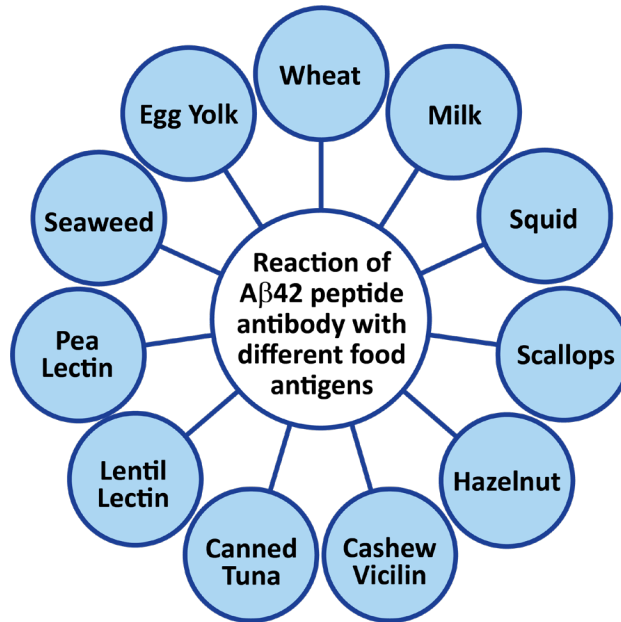 Wheat
Milk
Squid
Scallops
Hazelnut
Cashew
Vicilin
Canned
Tuna
Lentil
Lectin
Pea
Lectin
Seaweed
Egg Yolk
Reaction of
Aβ42 peptide
antibody with
different food
antigens